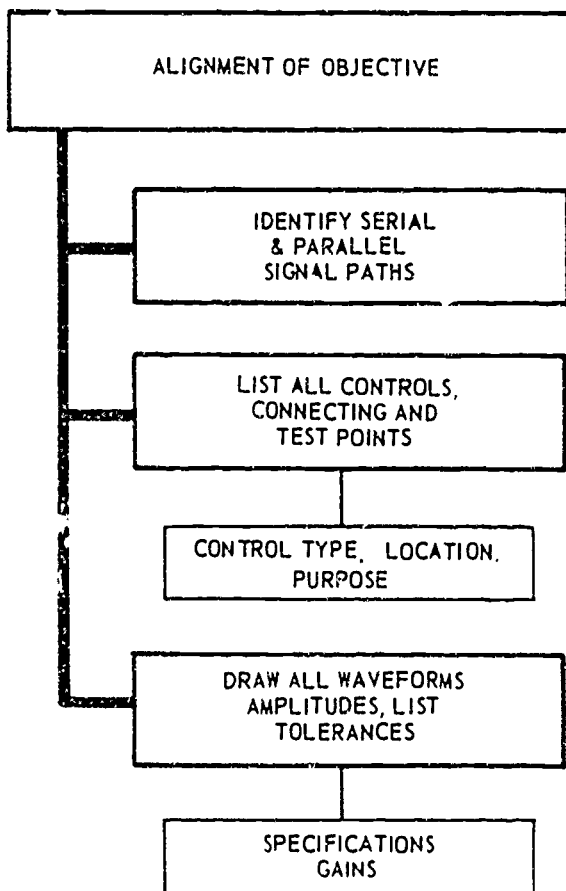 ALIGNMENT OF OBJECTIVE
IDENTIFY SERIAL
& PARALLEL
SIGNAL PATHS
LIST ALL CONTROLS,
CONNECTING AND
TEST POINTS
CONTROL TYPE, LOCATION,
PURPOSE
DRAW ALL WAVEFORMS
AMPLITUDES, LIST
TOLERANCES
SPECIFICATIONS
GAINS